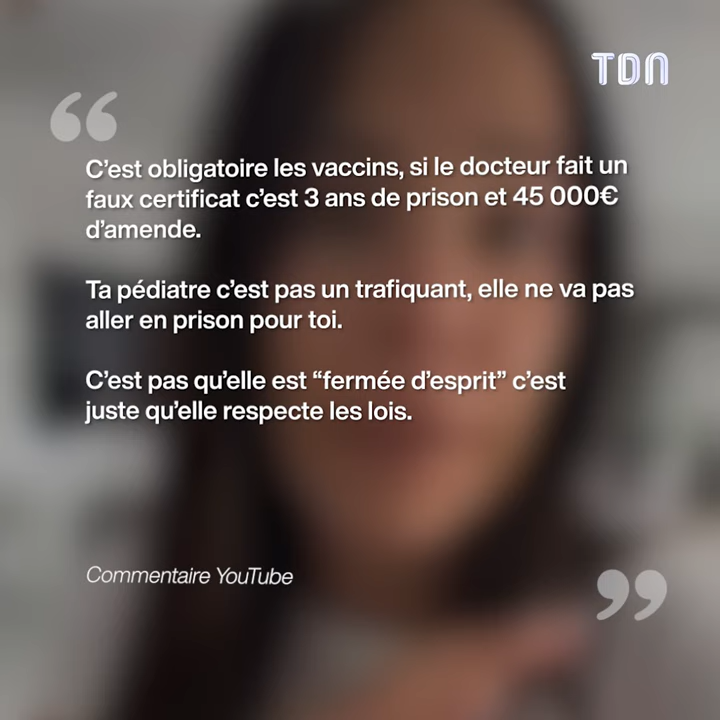 TDN
“
C’est obligatoire les vaccins, si le docteur fait un
faux certificat c’est 3 ans de prison et 45 000€
d’amende.
Ta pédiatre c’est pas un trafiquant, elle ne va pas
aller en prison pour toi.
C’est pas qu’elle est “fermée d’esprit” c’est
juste qu’elle respecte les lois.
Commentaire YouTube
”